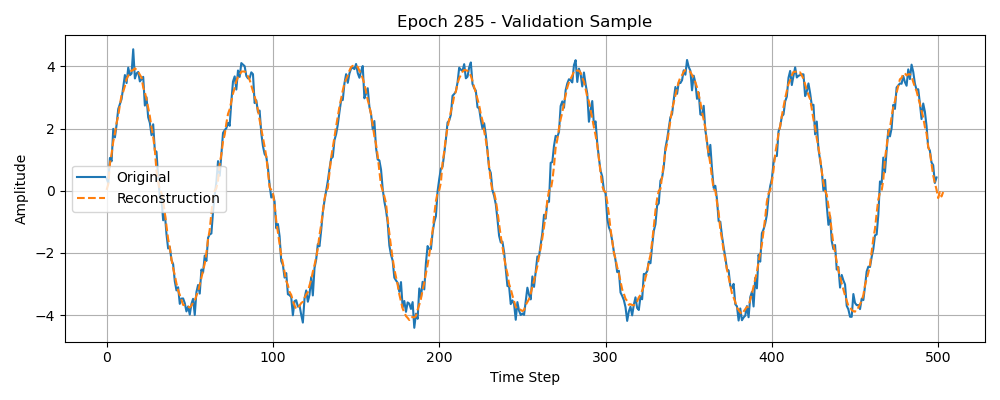 Epoch 285 - Validation Sample
Amplitude
4
2
0
−2
−4
Original
Reconstruction
0
100
200
300
400
500
Time Step